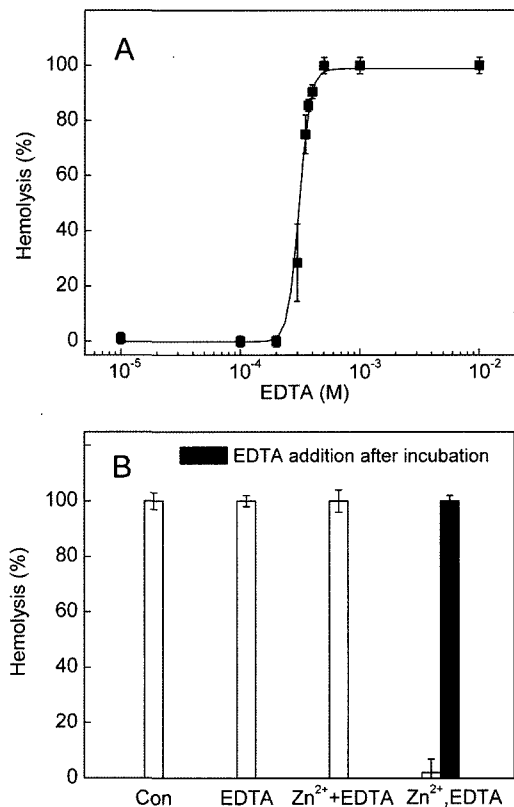 A
100
80
60
40
20
0
Hemolysis (%)
10⁻⁵ 10⁻⁴ 10⁻³ 10⁻²
EDTA (M)
B
EDTA addition after incubation
100
80
60
40
20
0
Hemolysis (%)
Con EDTA Zn²⁺+EDTA Zn²⁺,EDTA